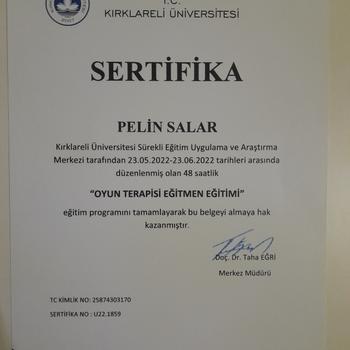 T.C.
KIRKLARELİ ÜNİVERSİTESİ
SERTİFİKA
PELİN SALAR
Kırklareli Üniversitesi Sürekli Eğitim Uygulama ve Araştırma
Merkezi tarafından 23.05.2022-23.06.2022 tarihleri arasında
düzenlenmiş olan 48 saatlik
“OYUN TERAPİSİ EĞİTMEN EĞİTİMİ”
eğitim programını tamamlayarak bu belgeyi almaya hak
kazanmıştır.
Doç. Dr. Taha EĞRİ
Merkez Müdürü
TC KİMLİK NO: 25874303170
SERTİFİKA NO : U22.1859